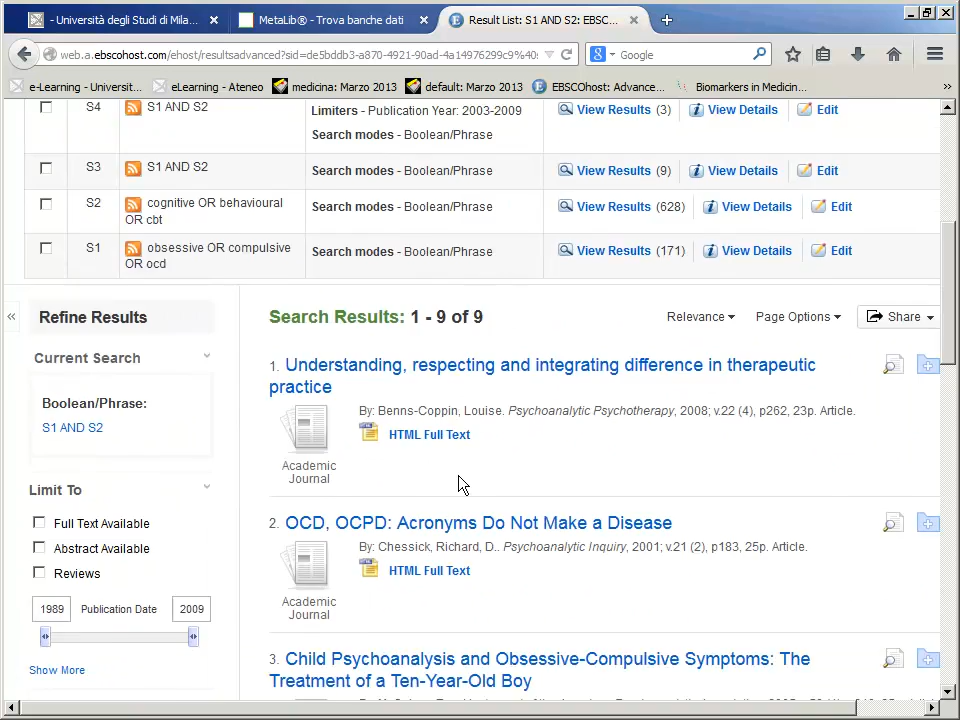 - Università degli Studi di Mila...
MetaLib® - Trova banche dati
Result List: S1 AND S2: EBSC...
web.a.ebscohost.com/ehost/resultsadvanced?sid=de5bddb3-a870-4921-90ad-4a14976299c9%40s
Google
e-Learning - Universit...
eLearning - Ateneo
medicina: Marzo 2013
default: Marzo 2013
EBSCOHost: Advance...
Biomarkers in Medicin...
S4
S1 AND S2
Limiters - Publication Year: 2003-2009
Search modes - Boolean/Phrase
View Results (3)
View Details
Edit
S3
S1 AND S2
Search modes - Boolean/Phrase
View Results (9)
View Details
Edit
S2
cognitive OR behavioural
OR cbt
Search modes - Boolean/Phrase
View Results (628)
View Details
Edit
S1
obsessive OR compulsive
OR ocd
Search modes - Boolean/Phrase
View Results (171)
View Details
Edit
Refine Results
Current Search
Boolean/Phrase:
S1 AND S2
Limit To
Full Text Available
Abstract Available
Reviews
1989 Publication Date 2009
Show More
Search Results: 1 - 9 of 9
Relevance
Page Options
Share
1. Understanding, respecting and integrating difference in therapeutic
practice
By: Benns-Coppin, Louise. Psychoanalytic Psychotherapy, 2008; v.22 (4), p262, 23p. Article.
HTML Full Text
Academic
Journal
2. OCD, OCPD: Acronyms Do Not Make a Disease
By: Chessick, Richard, D.. Psychoanalytic Inquiry, 2001; v.21 (2), p183, 25p. Article.
HTML Full Text
Academic
Journal
3. Child Psychoanalysis and Obsessive-Compulsive Symptoms: The
Treatment of a Ten-Year-Old Boy